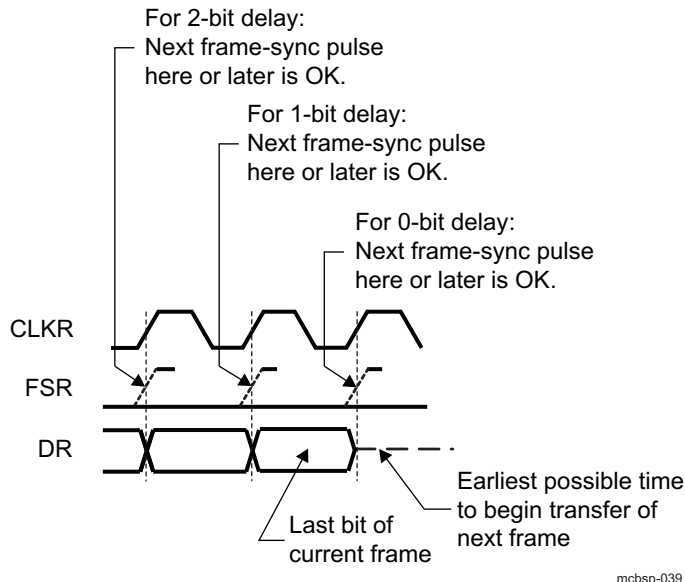 For 2-bit delay:
Next frame-sync pulse
here or later is OK.
For 1-bit delay:
Next frame-sync pulse
here or later is OK.
For 0-bit delay:
Next frame-sync pulse
here or later is OK.
CLKR
FSR
DR
Last bit of
current frame
Earliest possible time
to begin transfer of
next frame
mcbsp-039